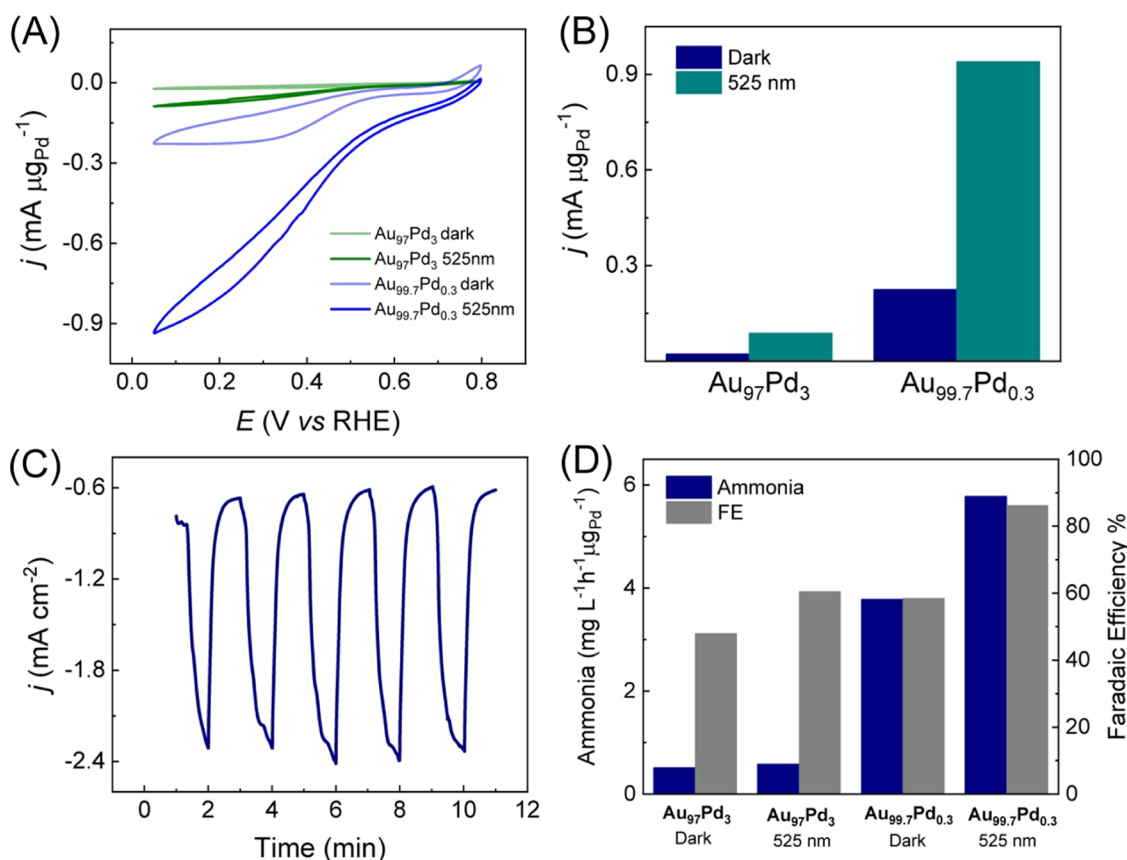 (A)
0.0
-0.3
-0.6
-0.9
j (mA μgPd⁻¹)
Au₉₇Pd₃ dark
Au₉₇Pd₃ 525nm
Au₉₉.₇Pd₀.₃ dark
Au₉₉.₇Pd₀.₃ 525nm
0.0 0.2 0.4 0.6 0.8
E (V vs RHE)
(B)
Dark
525 nm
0.9
0.6
0.3
j (mA μgPd⁻¹)
Au₉₇Pd₃ Au₉₉.₇Pd₀.₃
(C)
-0.6
-1.2
-1.8
-2.4
j (mA cm⁻²)
0 2 4 6 8 10 12
Time (min)
(D)
Ammonia
FE
6
4
2
0
Ammonia (mg L⁻¹h⁻¹μgPd⁻¹)
100
80
60
40
20
0
Faradaic Efficiency %
Au₉₇Pd₃ Au₉₇Pd₃ Au₉₉.₇Pd₀.₃ Au₉₉.₇Pd₀.₃
Dark 525 nm Dark 525 nm